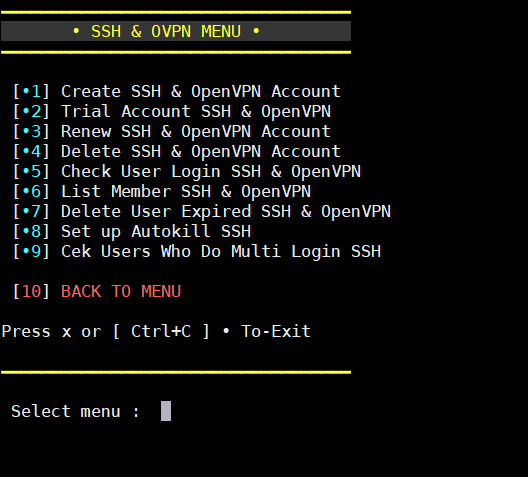 • SSH & OVPN MENU •
[•1] Create SSH & OpenVPN Account
[•2] Trial Account SSH & OpenVPN
[•3] Renew SSH & OpenVPN Account
[•4] Delete SSH & OpenVPN Account
[•5] Check User Login SSH & OpenVPN
[•6] List Member SSH & OpenVPN
[•7] Delete User Expired SSH & OpenVPN
[•8] Set up Autokill SSH
[•9] Cek Users Who Do Multi Login SSH
[10] BACK TO MENU
Press x or [ Ctrl+C ] • To-Exit
Select menu :